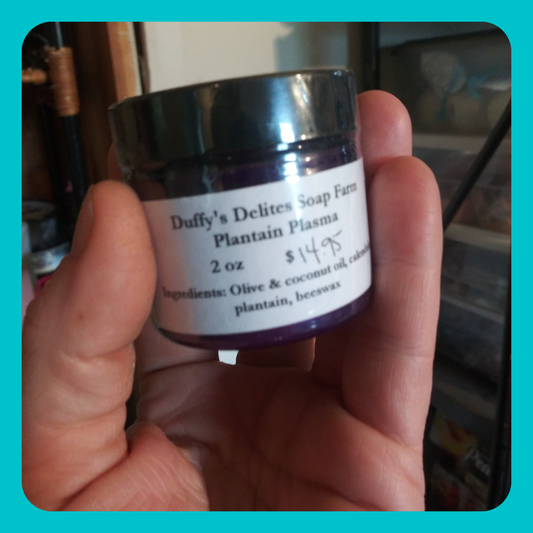 Duffy's Delites Soap Farm
Plantain Plasma
2 oz $14.95
Ingredients: Olive & coconut oil,
plantain, beeswax